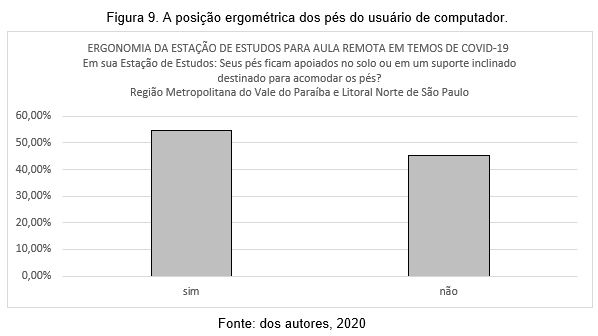 Figura 9. A posição ergométrica dos pés do usuário de computador.
ERGONOMIA DA ESTAÇÃO DE ESTUDOS PARA AULA REMOTA EM TEMOS DE COVID-19
Em sua Estação de Estudos: Seus pés ficam apoiados no solo ou em um suporte inclinado
destinado para acomodar os pés?
Região Metropolitana do Vale do Paraíba e Litoral Norte de São Paulo
60,00%
50,00%
40,00%
30,00%
20,00%
10,00%
0,00%
sim não
Fonte: dos autores, 2020